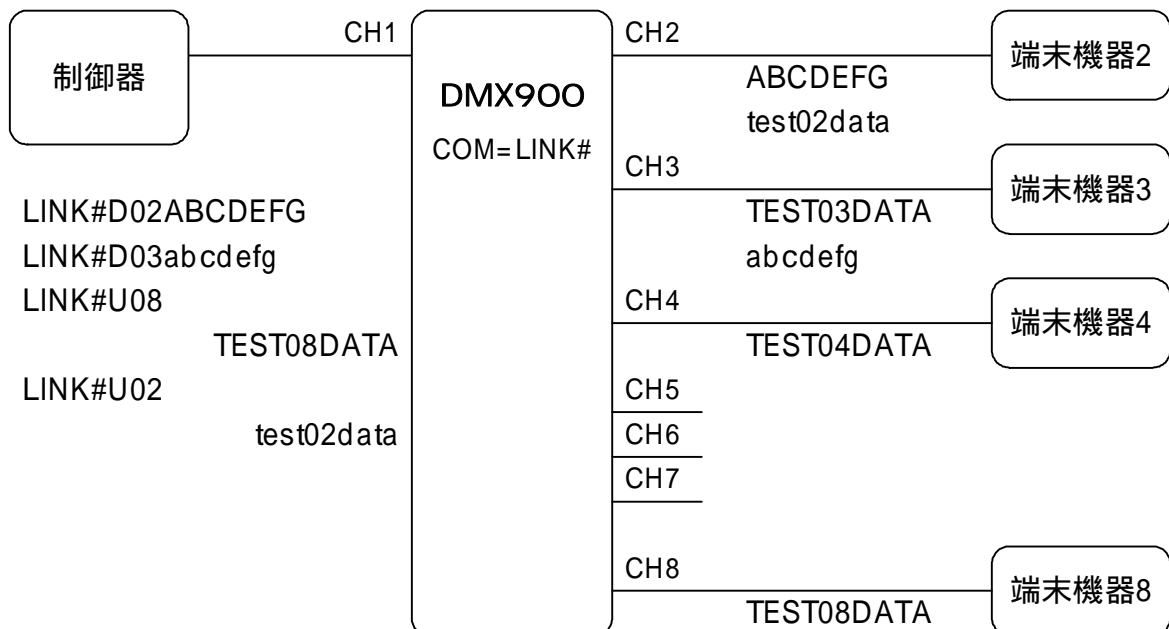 制御器
CH1
DMX900
COM=LINK#
LINK#D02ABCDEFG
LINK#D03abcdefg
LINK#U08
TEST08DATA
LINK#U02
test02data
CH2
ABCDEFG
test02data
端末機器2
CH3
TEST03DATA
abcdefg
端末機器3
CH4
TEST04DATA
端末機器4
CH5
CH6
CH7
CH8
TEST08DATA
端末機器8